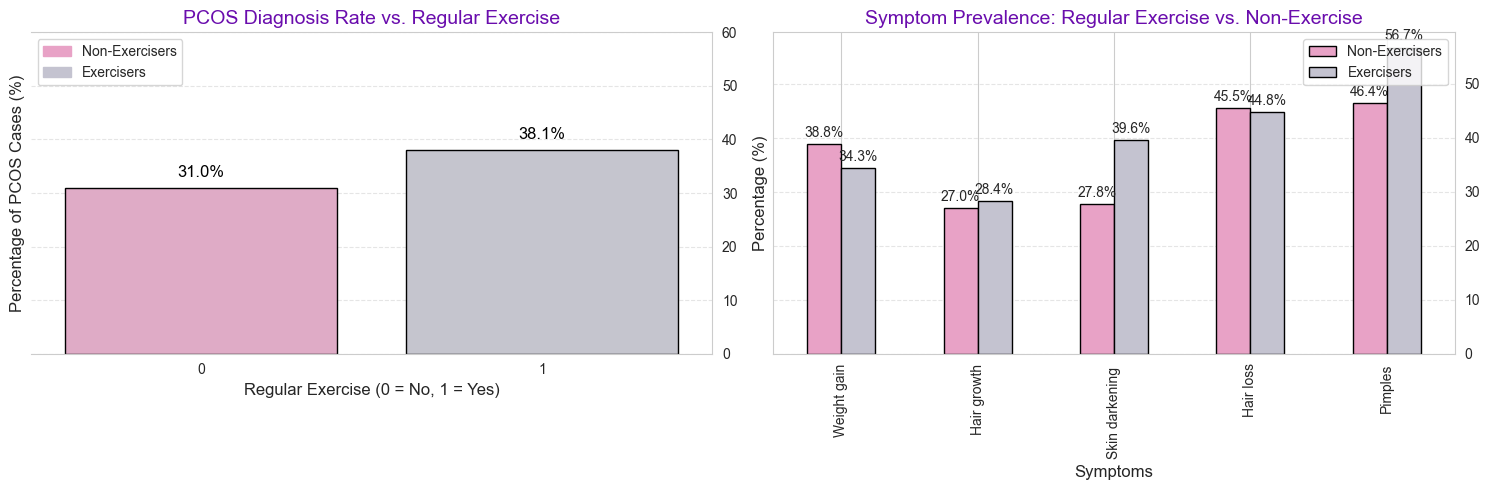 PCOS Diagnosis Rate vs. Regular Exercise
Non-Exercisers
Exercisers
Percentage of PCOS Cases (%)
31.0%
38.1%
60
50
40
30
20
10
0
0
1
Regular Exercise (0 = No, 1 = Yes)
Symptom Prevalence: Regular Exercise vs. Non-Exercise
Non-Exercisers
Exercisers
Percentage (%)
38.8%
34.3%
27.0%
28.4%
27.8%
39.6%
45.5%
44.8%
46.4%
56.7%
50
40
30
20
10
0
Weight gain
Hair growth
Skin darkening
Hair loss
Pimples
Symptoms